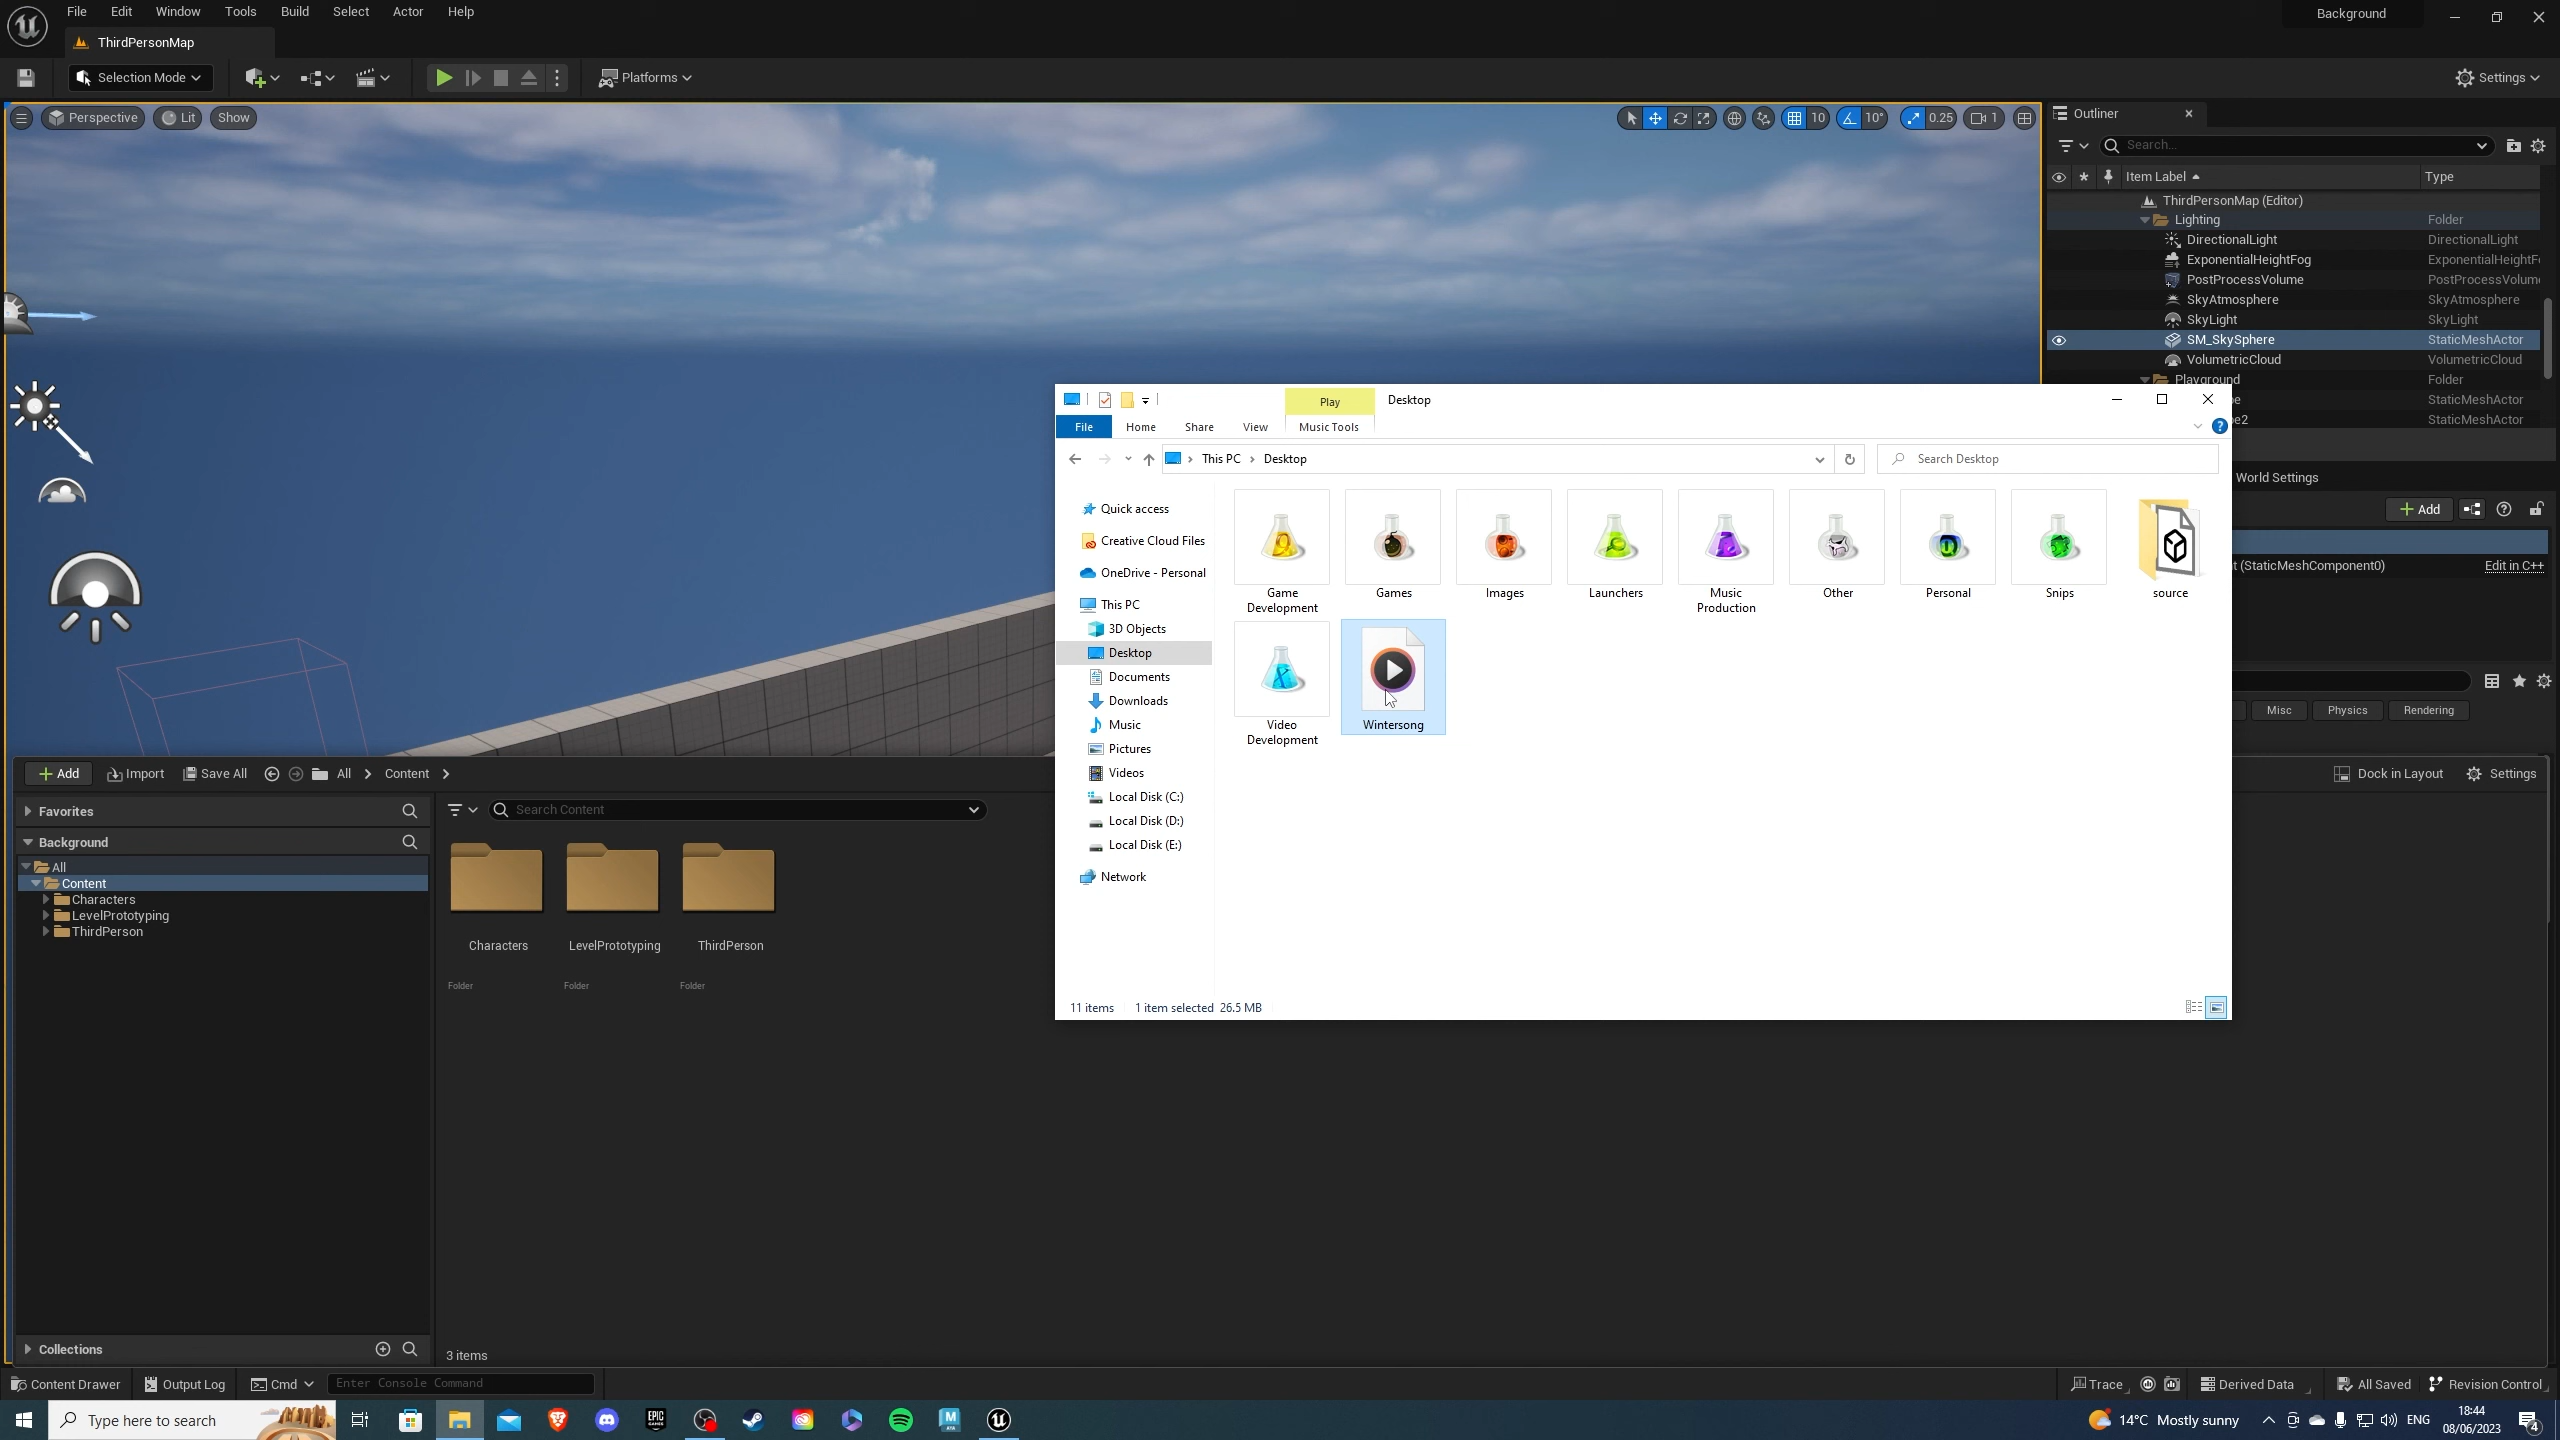 File Edit Window Tools Build Select Actor Help Background
ThirdPersonMap
Selection Mode Platforms Settings
Perspective Lit Show 10 10° 0.25 1
Outliner
Search...
Item Label Type
ThirdPersonMap (Editor)
Lighting Folder
DirectionalLight DirectionalLight
ExponentialHeightFog ExponentialHeightF
PostProcessVolume PostProcessVolum
SkyAtmosphere SkyAtmosphere
SkyLight SkyLight
SM_SkySphere StaticMeshActor
VolumetricCloud VolumetricCloud
Playground Folder
StaticMeshActor
StaticMeshActor
World Settings
Add
(StaticMeshComponent0) Edit in C++
Misc Physics Rendering
Play Desktop
File Home Share View Music Tools
This PC Desktop Search Desktop
Quick access
Creative Cloud Files
OneDrive - Personal
This PC
3D Objects
Desktop
Documents
Downloads
Music
Pictures
Videos
Local Disk (C:)
Local Disk (D:)
Local Disk (E:)
Network
Game Development
Games
Images
Launchers
Music Production
Other
Personal
Snips
source
Video Development
Wintersong
11 items 1 item selected 26.5 MB
Add Import Save All All Content Dock in Layout Settings
Favorites
Background
All
Content
Characters
LevelPrototyping
ThirdPerson
Search Content
Characters LevelPrototyping ThirdPerson
Folder Folder Folder
Collections
3 items
Content Drawer Output Log Cmd Enter Console Command Trace Derived Data All Saved Revision Control
Type here to search EPIC GAMES 14°C Mostly sunny ENG 18:44
08/06/2023 4